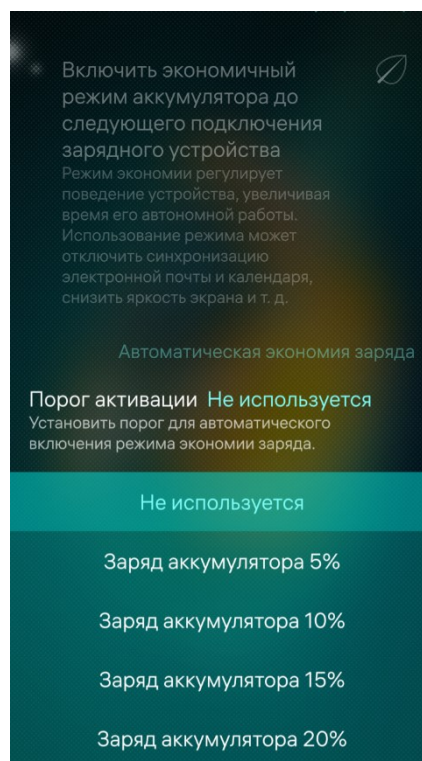 Включить экономичный
режим аккумулятора до
следующего подключения
зарядного устройства
Режим экономии регулирует
поведение устройства, увеличивая
время его автономной работы.
Использование режима может
отключить синхронизацию
электронной почты и календаря,
снизить яркость экрана и т. д.
Автоматическая экономия заряда
Порог активации Не используется
Установить порог для автоматического
включения режима экономии заряда.
Не используется
Заряд аккумулятора 5%
Заряд аккумулятора 10%
Заряд аккумулятора 15%
Заряд аккумулятора 20%